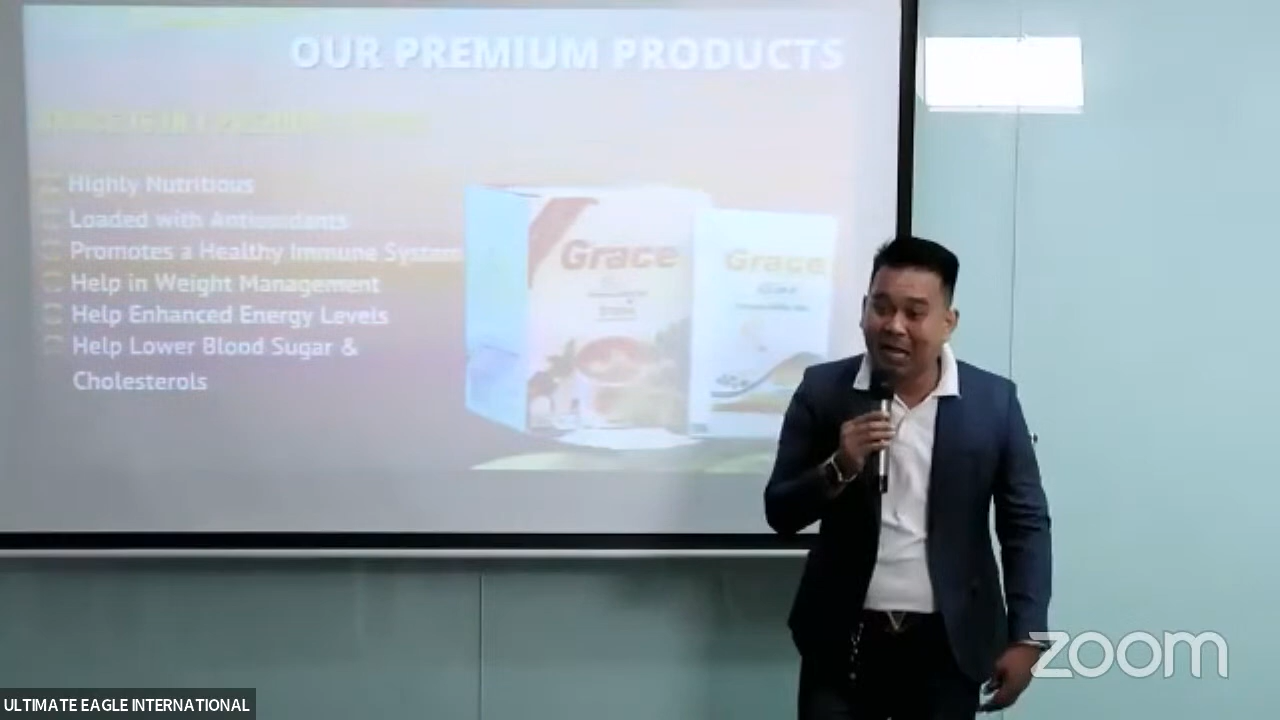 OUR PREMIUM PRODUCTS
Highly Nutritious
Loaded with Antioxidants
Promotes a Healthy Immune System
Help in Weight Management
Help Enhanced Energy Levels
Help Lower Blood Sugar &
Cholesterols
Grace
Grace
zoom
ULTIMATE EAGLE INTERNATIONAL